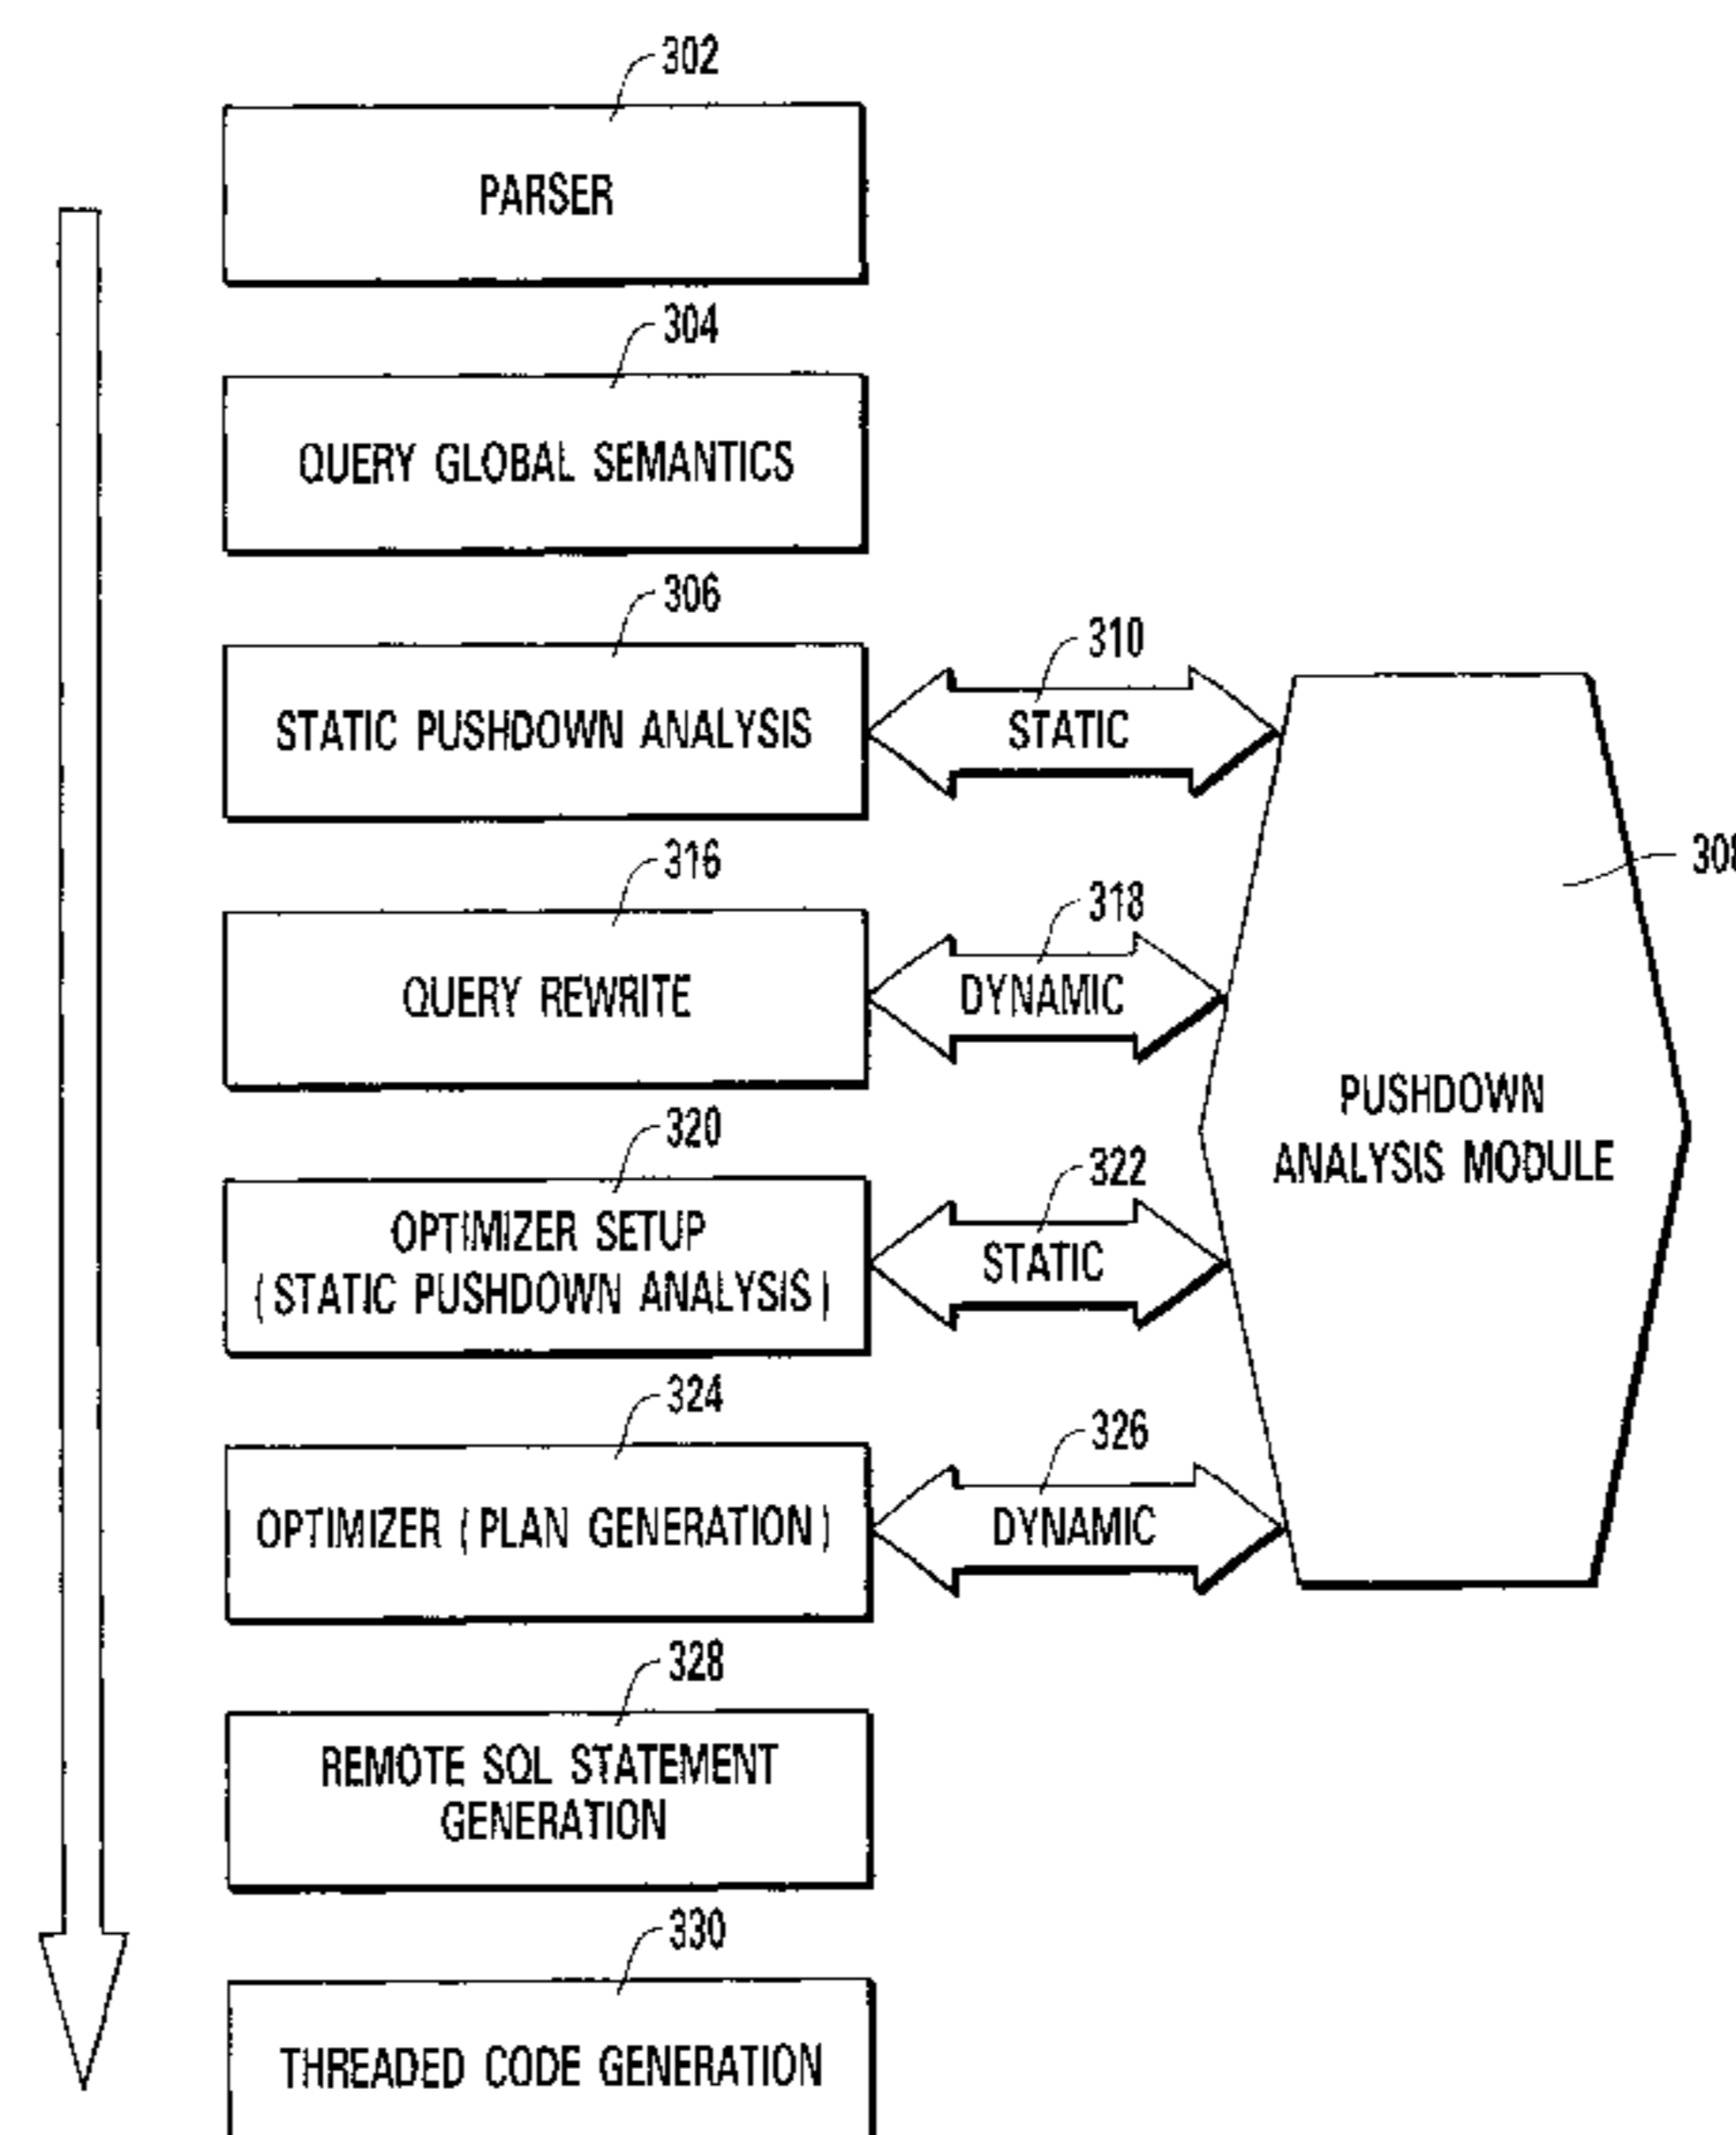 302
PARSER
304
QUERY GLOBAL SEMANTICS
306
STATIC PUSHDOWN ANALYSIS
310
STATIC
308
316
QUERY REWRITE
318
DYNAMIC
PUSHDOWN
ANALYSIS MODULE
320
OPTIMIZER SETUP
(STATIC PUSHDOWN ANALYSIS)
322
STATIC
324
OPTIMIZER (PLAN GENERATION)
326
DYNAMIC
328
REMOTE SQL STATEMENT
GENERATION
330
THREADED CODE GENERATION